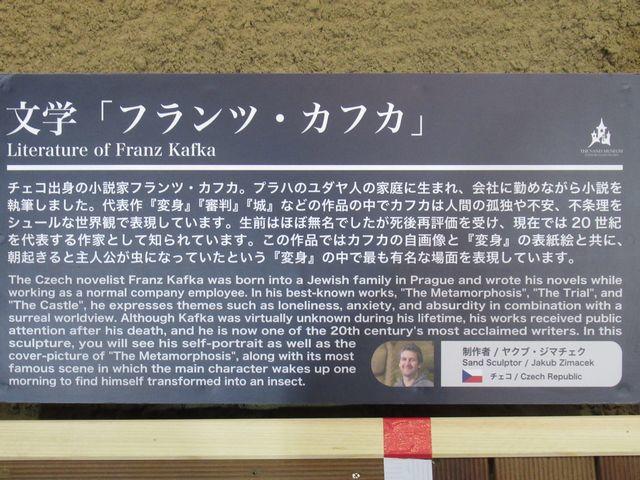 文学「フランツ・カフカ」
Literature of Franz Kafka
THE SAND MUSEUM
チェコ出身の小説家フランツ・カフカ。プラハのユダヤ人の家庭に生まれ、会社に勤めながら小説を
執筆しました。代表作『変身』『審判』『城』などの作品の中でカフカは人間の孤独や不安、不条理を
シュールな世界観で表現しています。生前はほぼ無名でしたが死後再評価を受け、現在では20世紀
を代表する作家として知られています。この作品ではカフカの自画像と『変身』の表紙絵と共に、
朝起きると主人公が虫になっていたという『変身』の中で最も有名な場面を表現しています。
The Czech novelist Franz Kafka was born into a Jewish family in Prague and wrote his novels while
working as a normal company employee. In his best-known works, "The Metamorphosis", "The Trial", and
"The Castle", he expresses themes such as loneliness, anxiety, and absurdity in combination with a
surreal worldview. Although Kafka was virtually unknown during his lifetime, his works received public
attention after his death, and he is now one of the 20th century's most acclaimed writers. In this
sculpture, you will see his self-portrait as well as the
cover-picture of "The Metamorphosis", along with its most
famous scene in which the main character wakes up one
morning to find himself transformed into an insect.
制作者 / ヤクブ・ジマチェク
Sand Sculptor / Jakub Zimacek
チェコ / Czech Republic